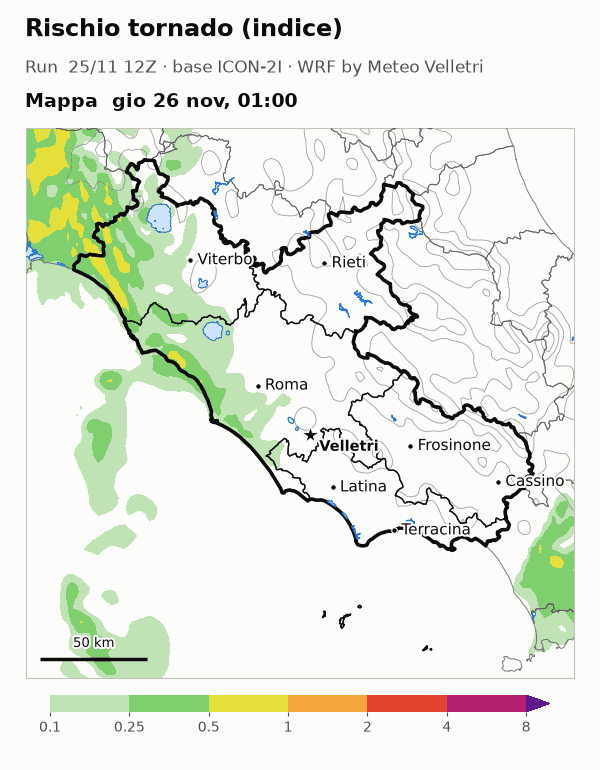 Rischio tornado (indice)
Run  25/11 12Z · base ICON-2I · WRF by Meteo Velletri
Mappa  gio 26 nov, 01:00
Viterbo
Rieti
Roma
Velletri
Frosinone
Latina
Cassino
Terracina
50 km
0.1 0.25 0.5 1 2 4 8